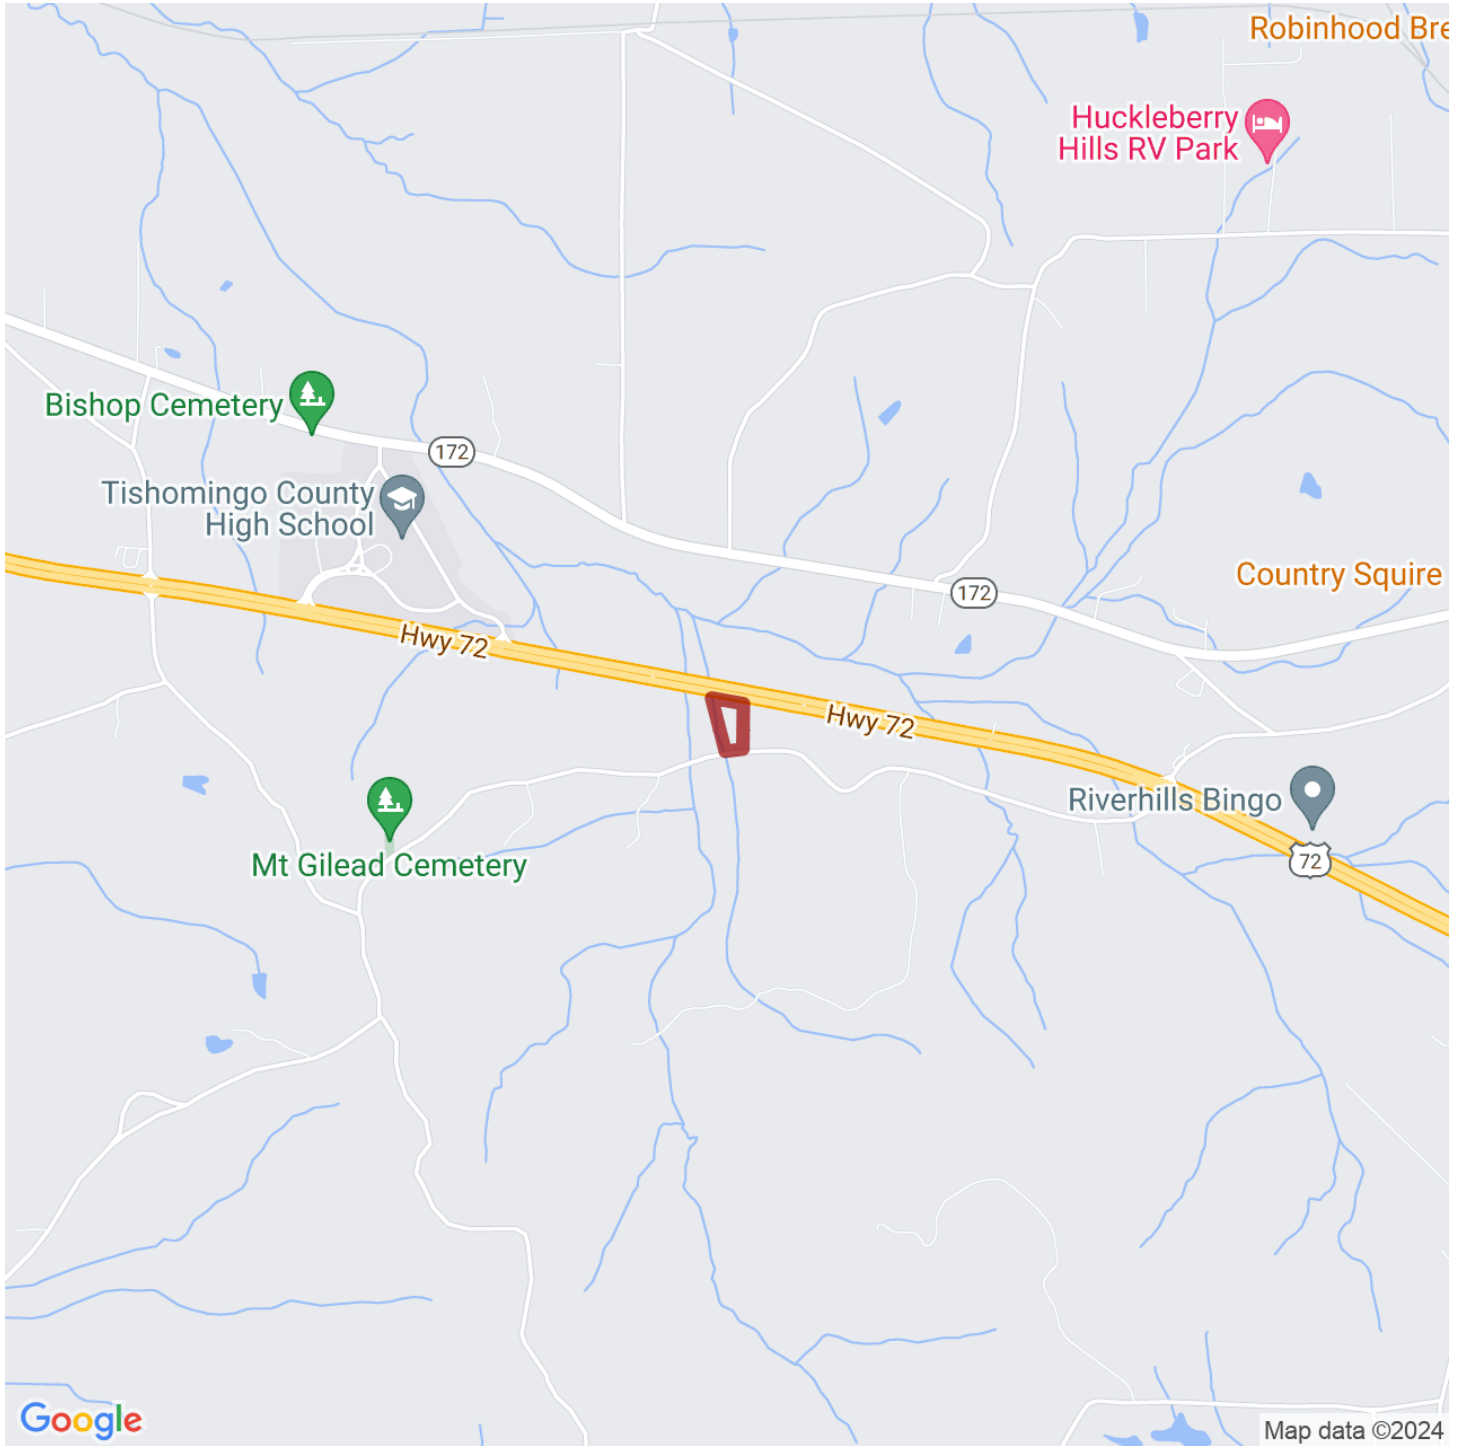 Robinhood Bre
Huckleberry
Hills RV Park
Bishop Cemetery
172
Tishomingo County
High School
172
Country Squire
Hwy 72
Hwy 72
Riverhills Bingo
72
Mt Gilead Cemetery
Google
Map data ©2024